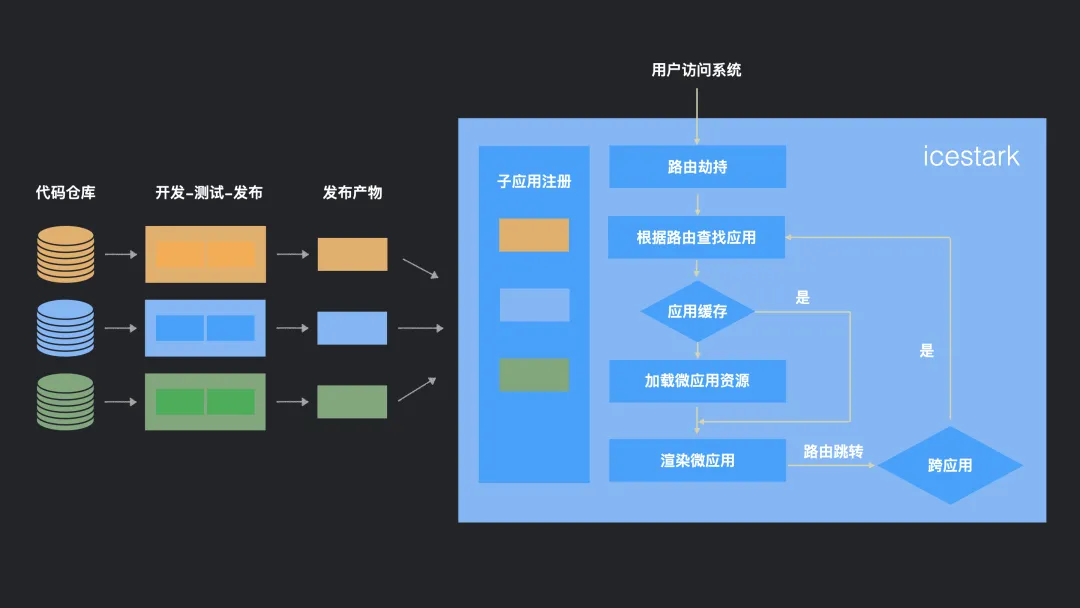 用户访问系统
代码仓库
开发-测试-发布
发布产物
icestark
子应用注册
路由劫持
根据路由查找应用
应用缓存
是
加载微应用资源
是
渲染微应用
路由跳转
跨应用